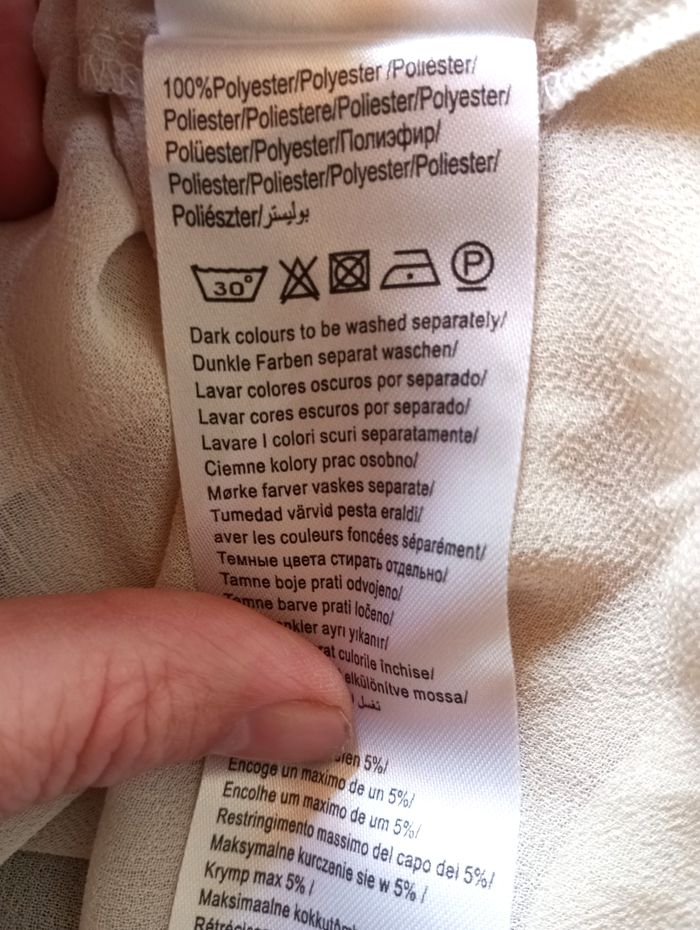 100%Polyester/Polyester /Poliester/
Poliester/Poliestere/Poliester/Polyester/
Polüester/Polyester/Полиэфир/
Poliester/Poliester/Polyester/Poliester/
Poliészter/بوليستر
30° P
Dark colours to be washed separately/
Dunkle Farben separat waschen/
Lavar colores oscuros por separado/
Lavar cores escuros por separado/
Lavare I colori scuri separatamente/
Ciemne kolory prac osobno/
Mørke farver vaskes separate/
Tumedad värvid pesta eraldi/
aver les couleurs foncées séparément/
Темные цвета стирать отдельно/
Tamne boje prati odvojeno/
Temne barve prati ločeno/
ayrı yıkanır/
culorile închise/
elkülönítve mossa/
تغسل
5%/
Encoge un máximo de un 5%/
Encolhe um máximo de um 5%/
Restringimento massimo del capo del 5%/
Maksymalne kurczenie sie w 5% /
Krymp max 5% /
Maksimaalne